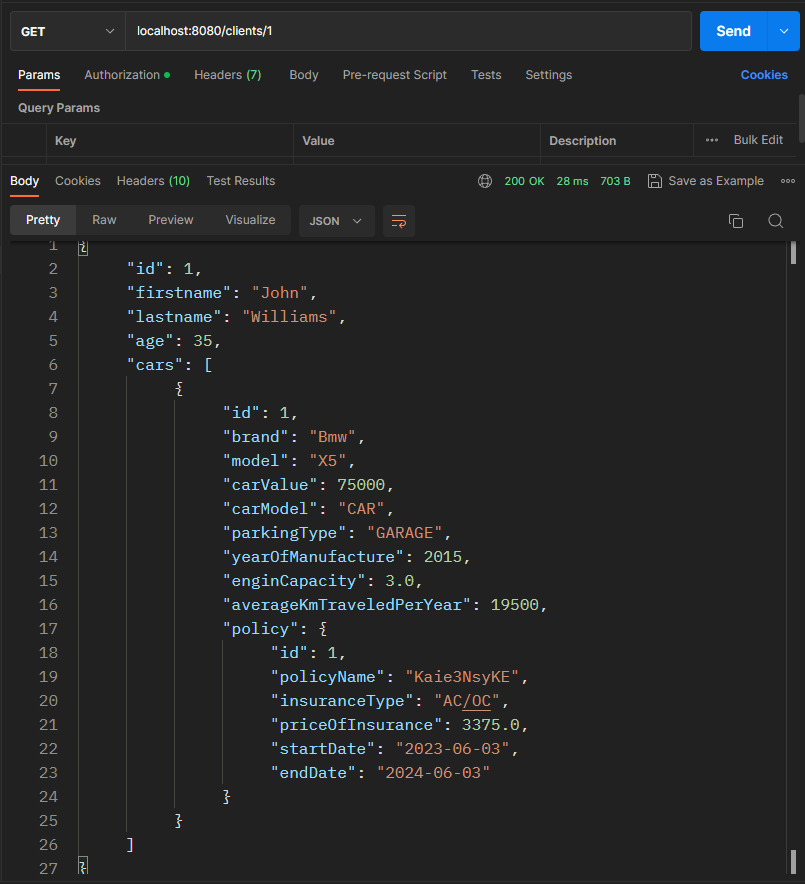 GET localhost:8080/clients/1 Send
Params Authorization Headers (7) Body Pre-request Script Tests Settings Cookies
Query Params
Key Value Description ••• Bulk Edit
Body Cookies Headers (10) Test Results 200 OK 28 ms 703 B Save as Example
Pretty Raw Preview Visualize JSON
1 {
2 "id": 1,
3 "firstname": "John",
4 "lastname": "Williams",
5 "age": 35,
6 "cars": [
7 {
8 "id": 1,
9 "brand": "Bmw",
10 "model": "X5",
11 "carValue": 75000,
12 "carModel": "CAR",
13 "parkingType": "GARAGE",
14 "yearOfManufacture": 2015,
15 "enginCapacity": 3.0,
16 "averageKmTraveledPerYear": 19500,
17 "policy": {
18 "id": 1,
19 "policyName": "Kaie3NsyKE",
20 "insuranceType": "AC/OC",
21 "priceOfInsurance": 3375.0,
22 "startDate": "2023-06-03",
23 "endDate": "2024-06-03"
24 }
25 }
26 ]
27 }